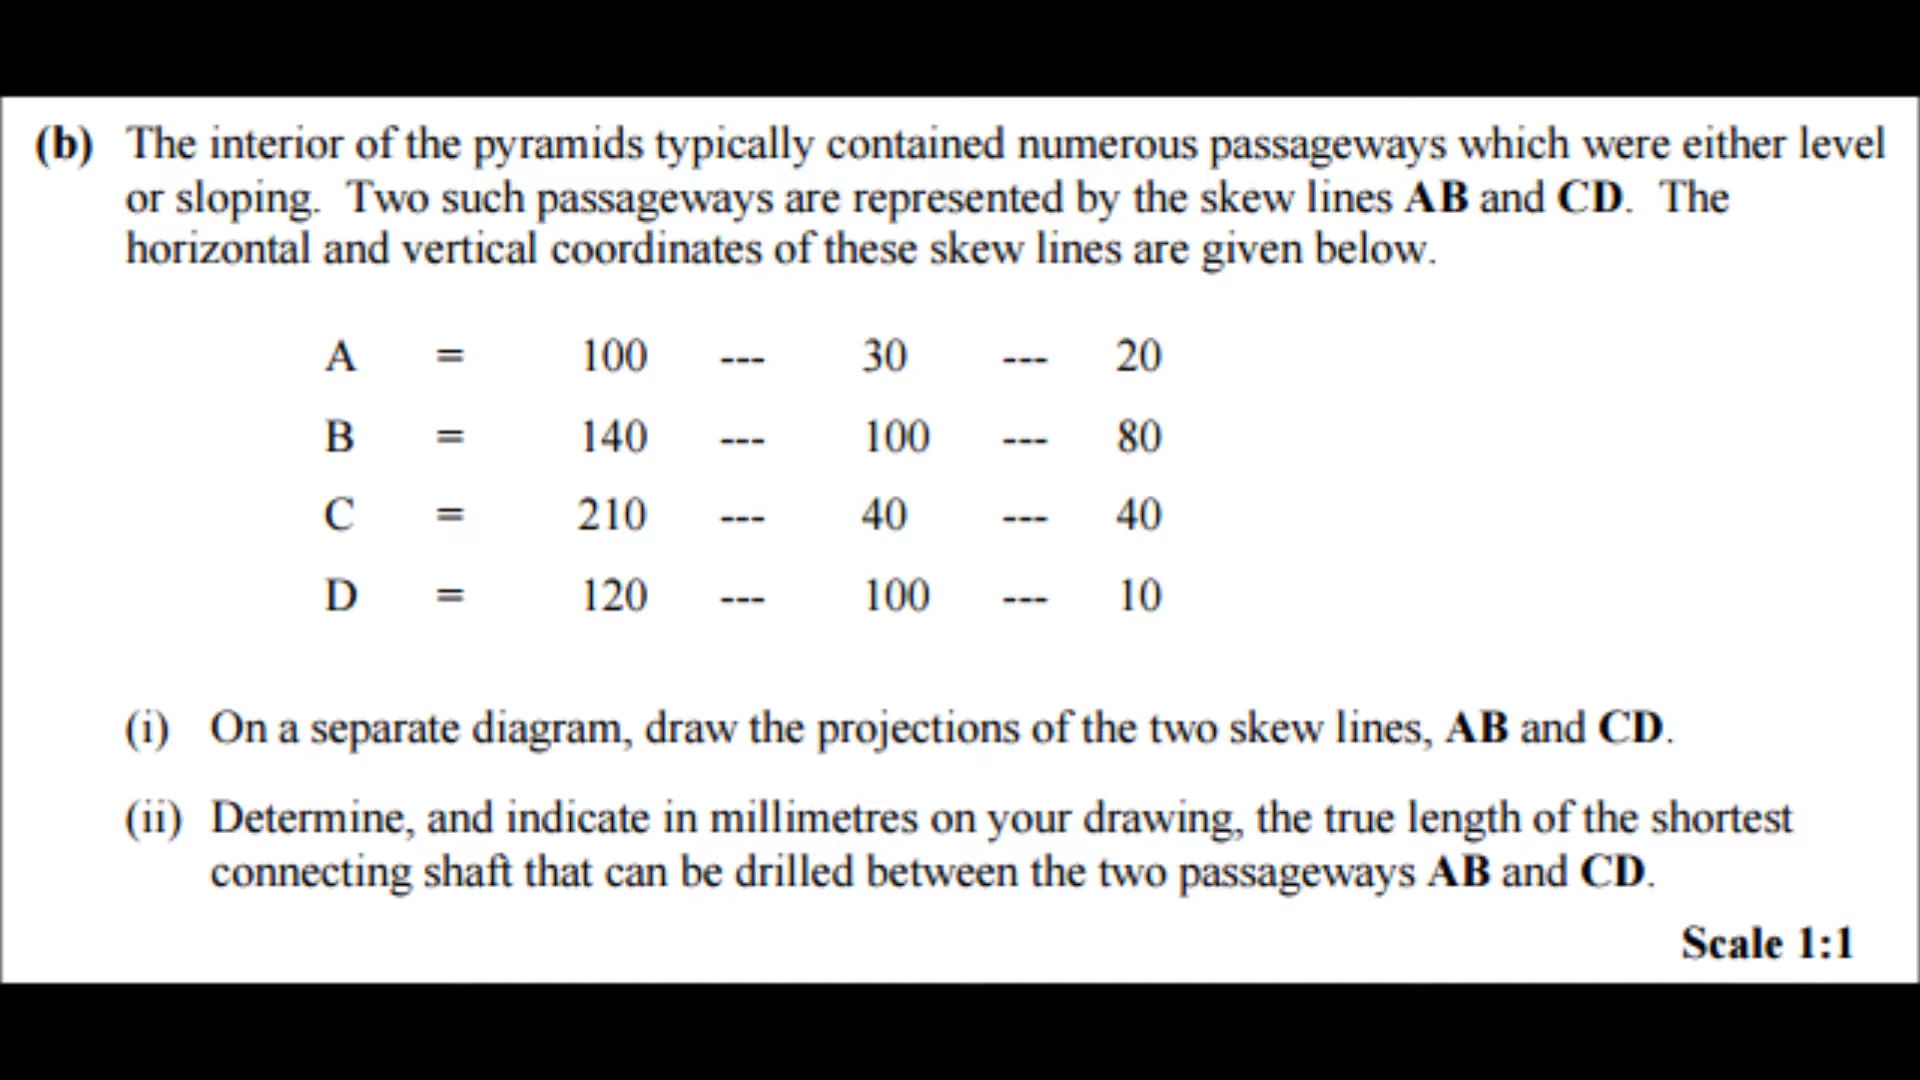 (b) The interior of the pyramids typically contained numerous passageways which were either level
or sloping. Two such passageways are represented by the skew lines AB and CD. The
horizontal and vertical coordinates of these skew lines are given below.
A = 100 --- 30 --- 20
B = 140 --- 100 --- 80
C = 210 --- 40 --- 40
D = 120 --- 100 --- 10
(i) On a separate diagram, draw the projections of the two skew lines, AB and CD.
(ii) Determine, and indicate in millimetres on your drawing, the true length of the shortest
connecting shaft that can be drilled between the two passageways AB and CD.
Scale 1:1